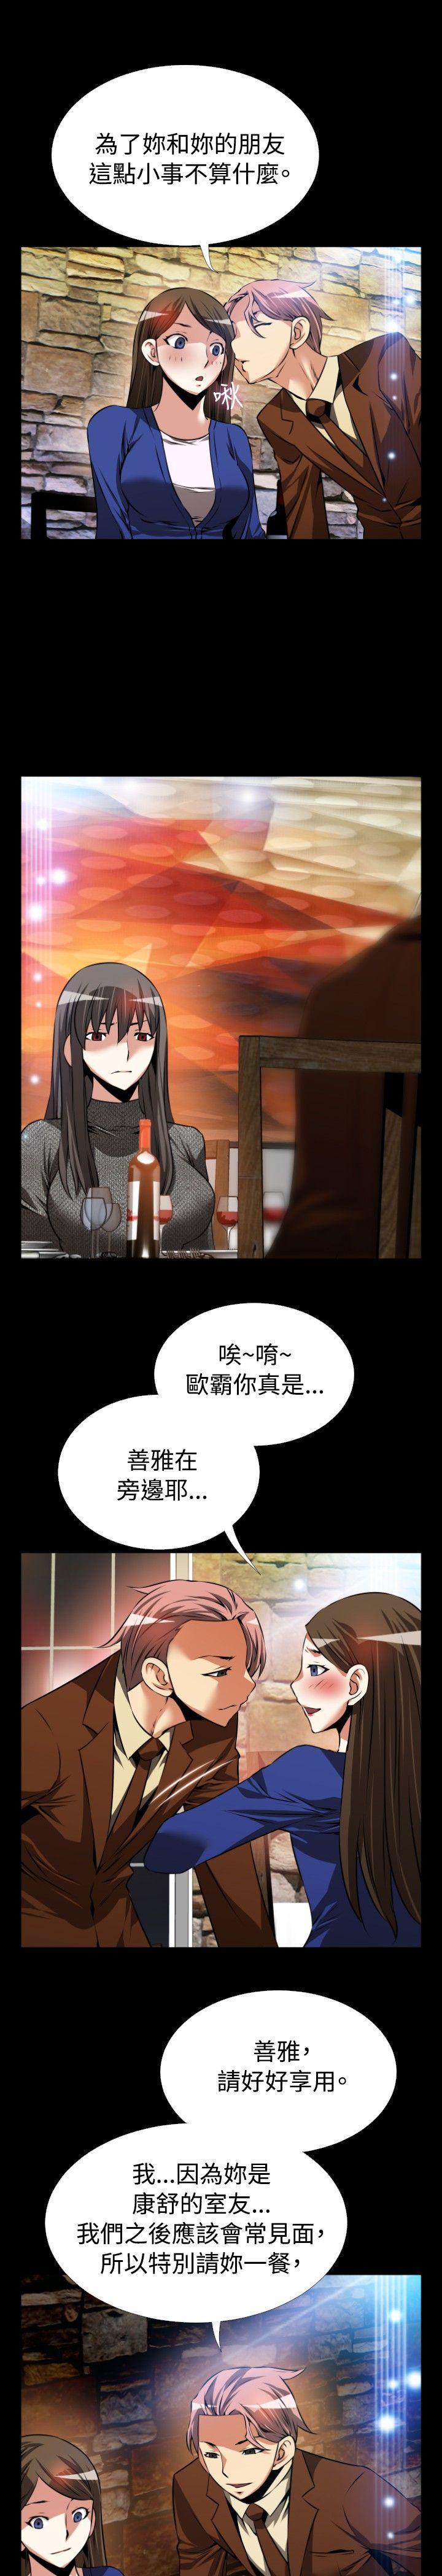 為了妳和妳的朋友
這點小事不算什麼。
啾
唉~唷~
歐霸你真是...
善雅在
旁邊耶...
善雅，
請好好享用。
我...因為妳是
康舒的室友...
我們之後應該會常見面，
所以特別請妳一餐，